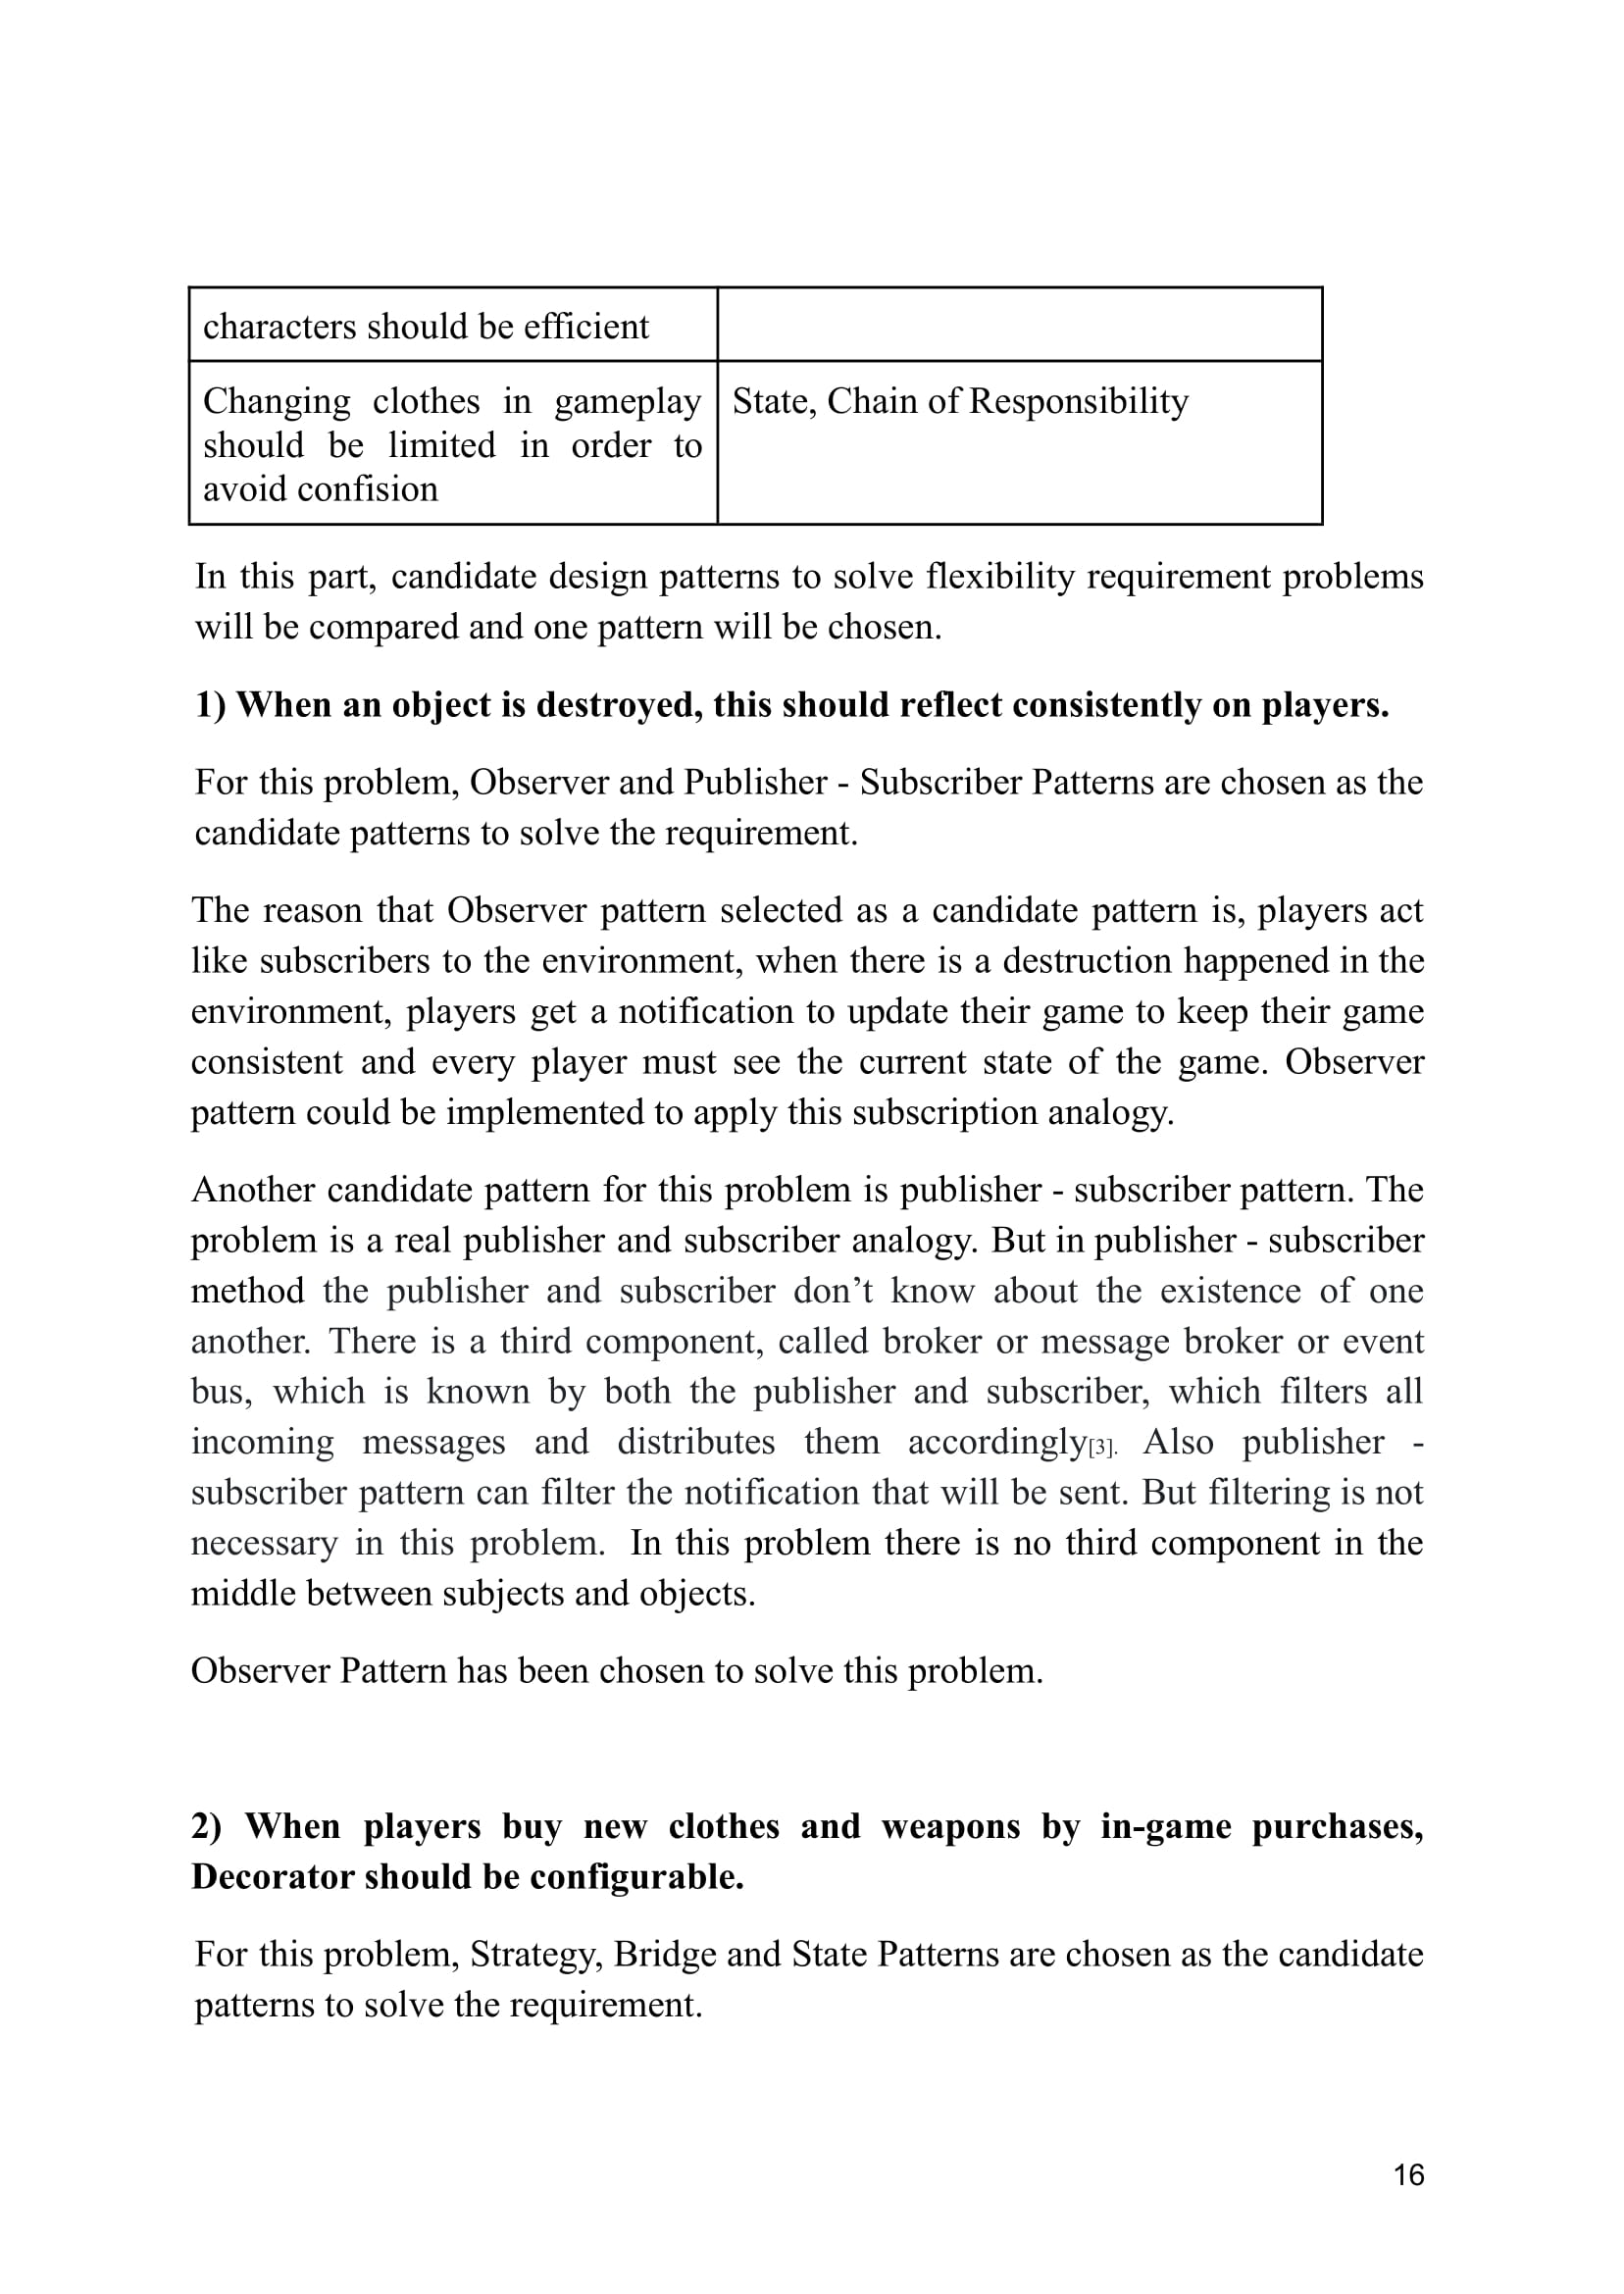 characters should be efficient
Changing clothes in gameplay
should be limited in order to
avoid confision
State, Chain of Responsibility
In this part, candidate design patterns to solve flexibility requirement problems
will be compared and one pattern will be chosen.
1) When an object is destroyed, this should reflect consistently on players.
For this problem, Observer and Publisher - Subscriber Patterns are chosen as the
candidate patterns to solve the requirement.
The reason that Observer pattern selected as a candidate pattern is, players act
like subscribers to the environment, when there is a destruction happened in the
environment, players get a notification to update their game to keep their game
consistent and every player must see the current state of the game. Observer
pattern could be implemented to apply this subscription analogy.
Another candidate pattern for this problem is publisher - subscriber pattern. The
problem is a real publisher and subscriber analogy. But in publisher - subscriber
method the publisher and subscriber don’t know about the existence of one
another. There is a third component, called broker or message broker or event
bus, which is known by both the publisher and subscriber, which filters all
incoming messages and distributes them accordingly[3]. Also publisher -
subscriber pattern can filter the notification that will be sent. But filtering is not
necessary in this problem. In this problem there is no third component in the
middle between subjects and objects.
Observer Pattern has been chosen to solve this problem.
2) When players buy new clothes and weapons by in-game purchases,
Decorator should be configurable.
For this problem, Strategy, Bridge and State Patterns are chosen as the candidate
patterns to solve the requirement.
16